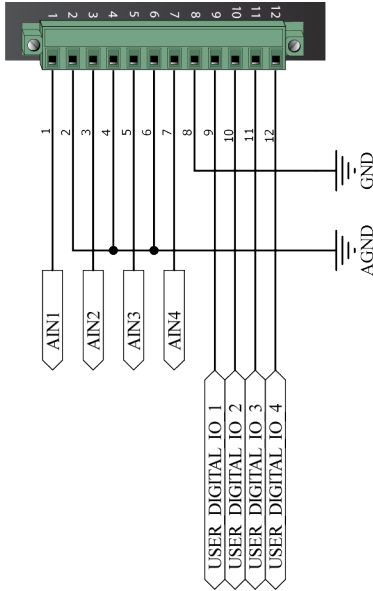 1 2 3 4 5 6 7 8 9 10 11 12
1 2 3 4 5 6 7 8 9 10 11 12
GND
AGND
AIN1
AIN2
AIN3
AIN4
USER DIGITAL IO 1
USER DIGITAL IO 2
USER DIGITAL IO 3
USER DIGITAL IO 4